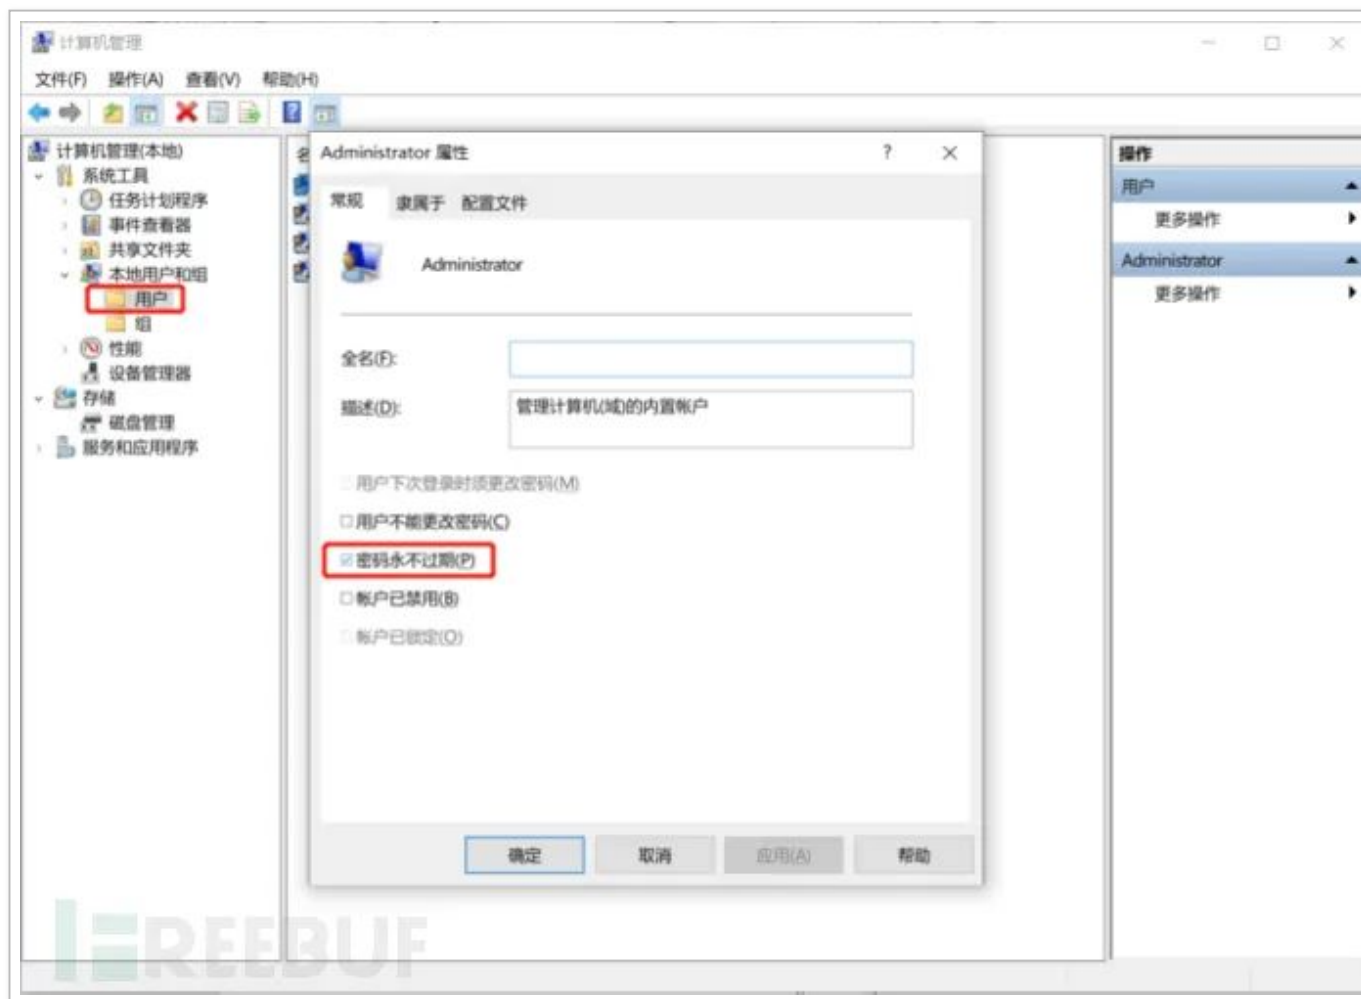 计算机管理
文件(F) 操作(A) 查看(V) 帮助(H)
计算机管理(本地)
系统工具
任务计划程序
事件查看器
共享文件夹
本地用户和组
用户
组
性能
设备管理器
存储
磁盘管理
服务和应用程序
Administrator 属性
常规 隶属于 配置文件
Administrator
全名(F):
描述(D): 管理计算机(域)的内置帐户
用户下次登录时须更改密码(M)
用户不能更改密码(C)
密码永不过期(P)
帐户已禁用(B)
帐户已锁定(O)
确定 取消 应用(A) 帮助
操作
用户
更多操作
Administrator
更多操作
FREEBUF